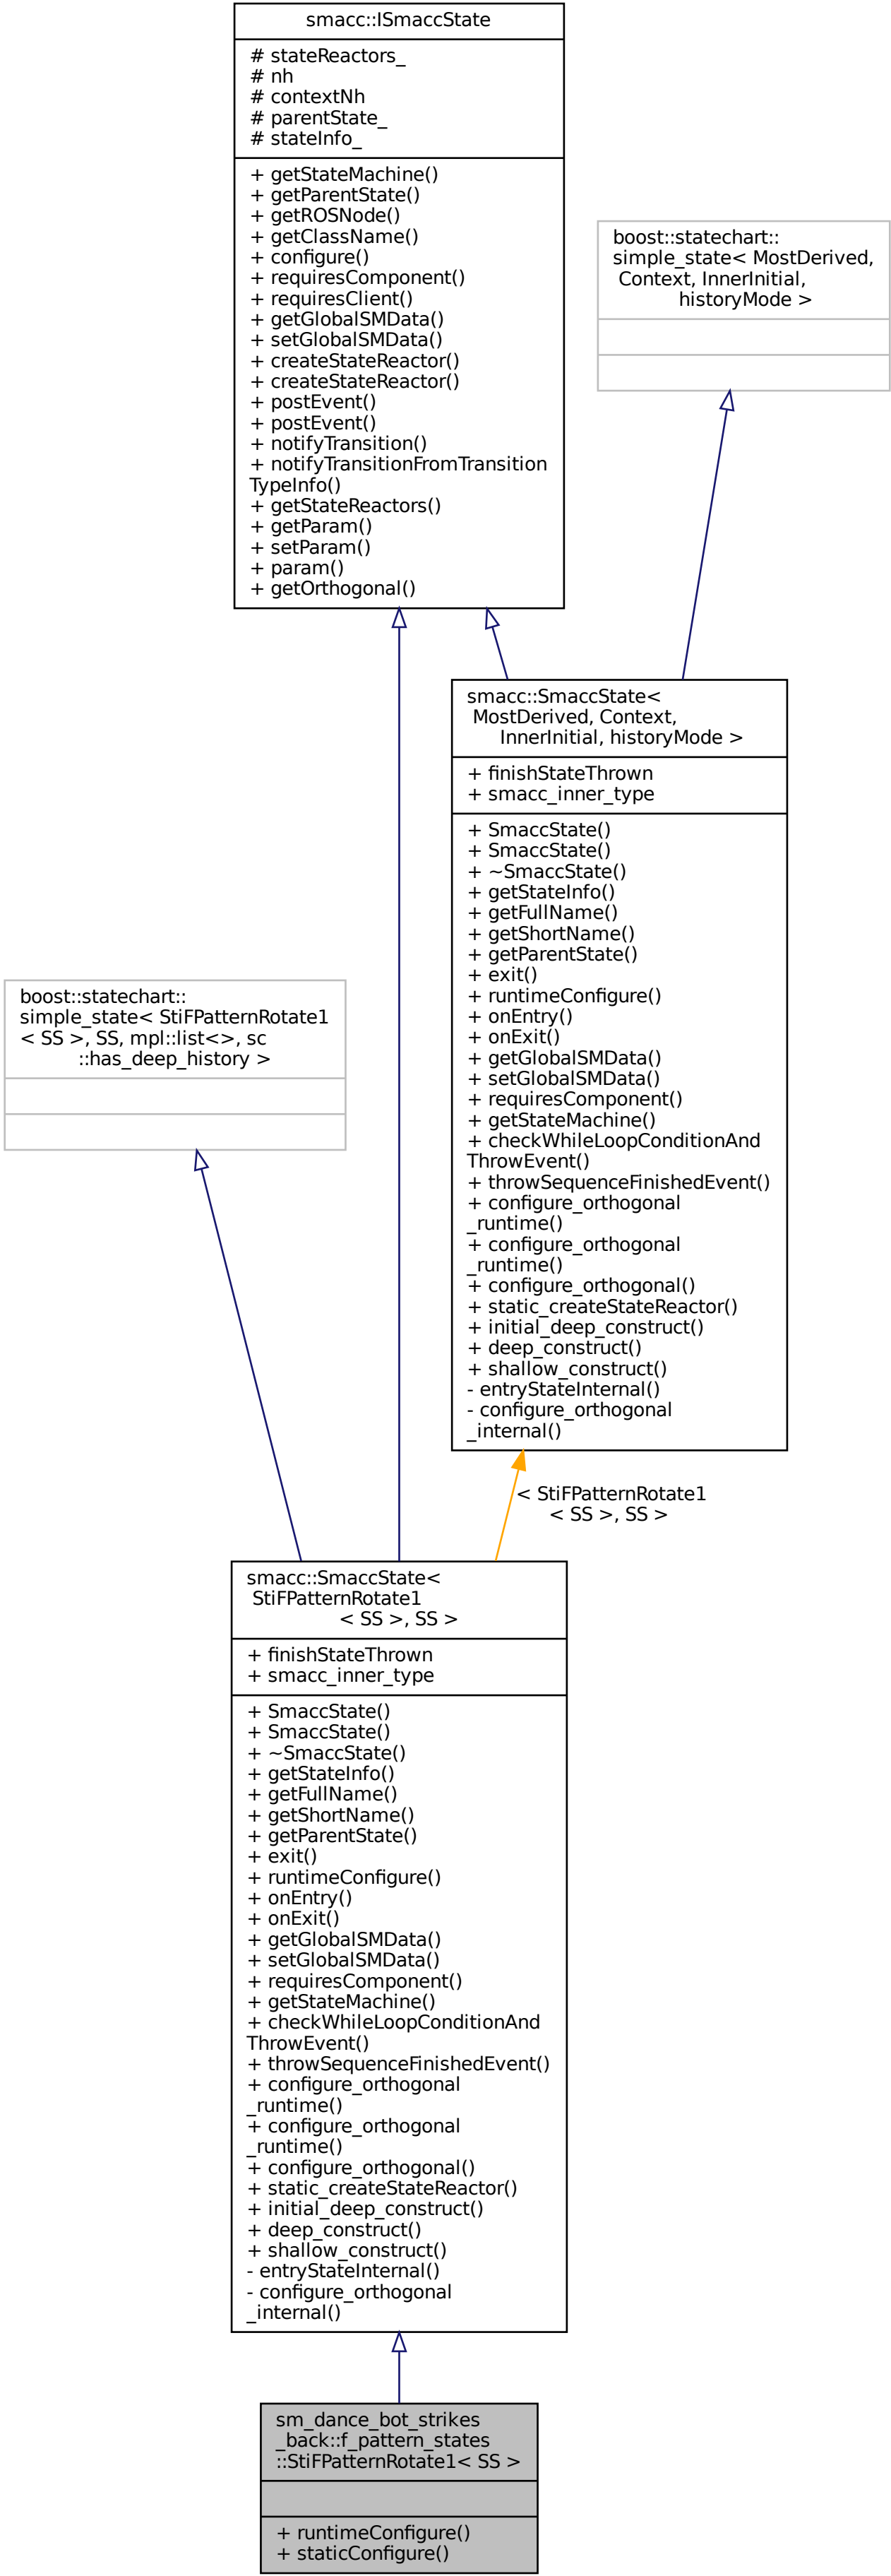 smacc::ISmaccState
# stateReactors_
# nh
# contextNh
# parentState_
# stateInfo_
+ getStateMachine()
+ getParentState()
+ getROSNode()
+ getClassName()
+ configure()
+ requiresComponent()
+ requiresClient()
+ getGlobalSMData()
+ setGlobalSMData()
+ createStateReactor()
+ createStateReactor()
+ postEvent()
+ postEvent()
+ notifyTransition()
+ notifyTransitionFromTransition
TypeInfo()
+ getStateReactors()
+ getParam()
+ setParam()
+ param()
+ getOrthogonal()
boost::statechart::
simple_state< MostDerived,
Context, InnerInitial,
historyMode >
smacc::SmaccState<
MostDerived, Context,
InnerInitial, historyMode >
+ finishStateThrown
+ smacc_inner_type
+ SmaccState()
+ SmaccState()
+ ~SmaccState()
+ getStateInfo()
+ getFullName()
+ getShortName()
+ getParentState()
+ exit()
+ runtimeConfigure()
+ onEntry()
+ onExit()
+ getGlobalSMData()
+ setGlobalSMData()
+ requiresComponent()
+ getStateMachine()
+ checkWhileLoopConditionAnd
ThrowEvent()
+ throwSequenceFinishedEvent()
+ configure_orthogonal
_runtime()
+ configure_orthogonal
_runtime()
+ configure_orthogonal()
+ static_createStateReactor()
+ initial_deep_construct()
+ deep_construct()
+ shallow_construct()
- entryStateInternal()
- configure_orthogonal
_internal()
boost::statechart::
simple_state< StiFPatternRotate1
< SS >, SS, mpl::list<>, sc
::has_deep_history >
< StiFPatternRotate1
< SS >, SS >
smacc::SmaccState<
StiFPatternRotate1
< SS >, SS >
+ finishStateThrown
+ smacc_inner_type
+ SmaccState()
+ SmaccState()
+ ~SmaccState()
+ getStateInfo()
+ getFullName()
+ getShortName()
+ getParentState()
+ exit()
+ runtimeConfigure()
+ onEntry()
+ onExit()
+ getGlobalSMData()
+ setGlobalSMData()
+ requiresComponent()
+ getStateMachine()
+ checkWhileLoopConditionAnd
ThrowEvent()
+ throwSequenceFinishedEvent()
+ configure_orthogonal
_runtime()
+ configure_orthogonal
_runtime()
+ configure_orthogonal()
+ static_createStateReactor()
+ initial_deep_construct()
+ deep_construct()
+ shallow_construct()
- entryStateInternal()
- configure_orthogonal
_internal()
sm_dance_bot_strikes
_back::f_pattern_states
::StiFPatternRotate1< SS >
+ runtimeConfigure()
+ staticConfigure()